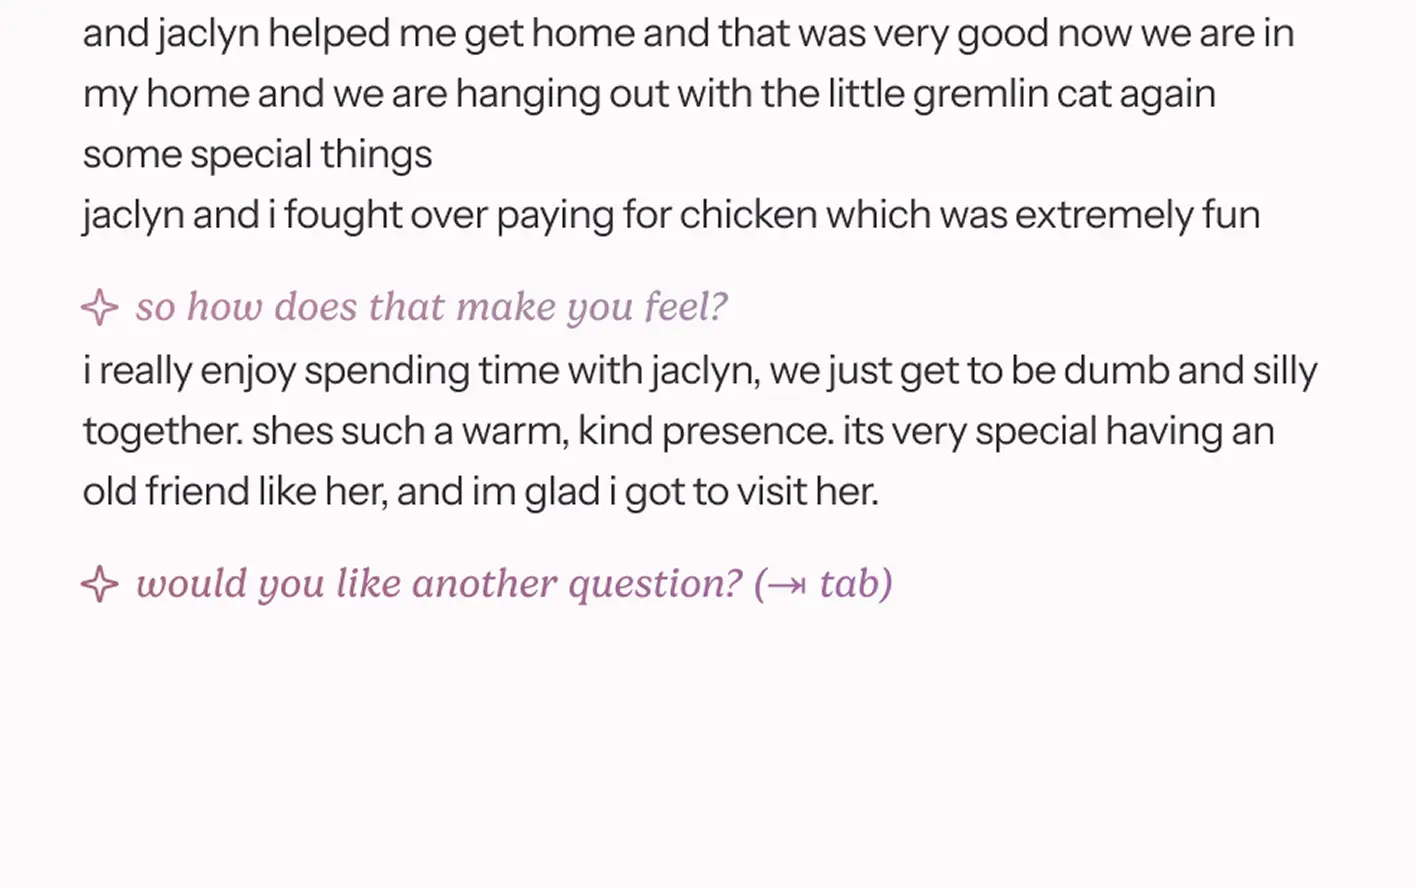 and jaclyn helped me get home and that was very good now we are in
my home and we are hanging out with the little gremlin cat again
some special things
jaclyn and i fought over paying for chicken which was extremely fun
so how does that make you feel?
i really enjoy spending time with jaclyn, we just get to be dumb and silly
together. shes such a warm, kind presence. its very special having an
old friend like her, and im glad i got to visit her.
would you like another question? (⇥ tab)